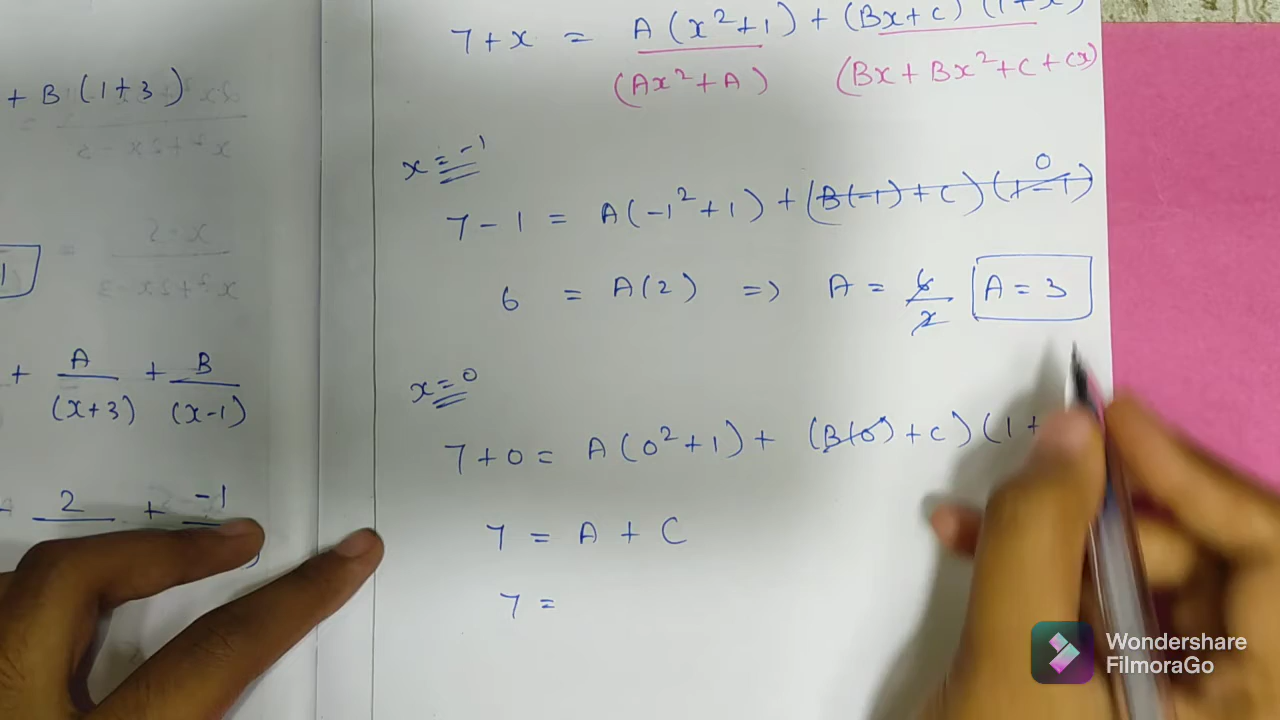 + B (1+3)
1
+ A/(x+3) + B/(x-1)
2 + -1
7+x = A(x²+1) + (Bx+C) (1+x)
(Ax²+A) (Bx+Bx²+C+Cx)
x=-1
7-1 = A(-1²+1) + (B(-1)+C)(1-1) 0
6 = A(2) => A = 6/2 A=3
x=0
7+0 = A(0²+1) + (B(0)+C)(1+
7 = A + C
7 =
Wondershare
FilmoraGo